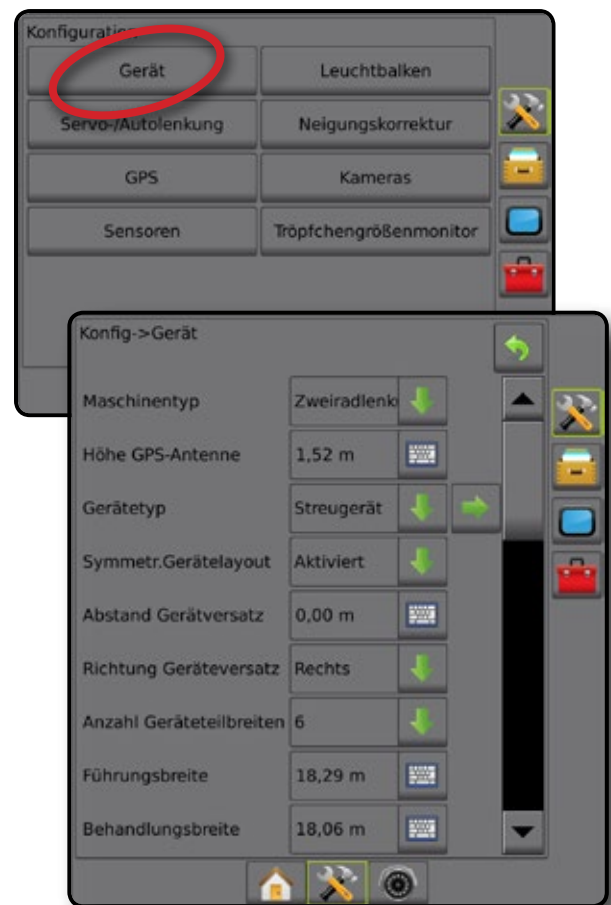 Konfiguration
Gerät
Leuchtbalken
Servo-/Autolenkung
Neigungskorrektur
GPS
Kameras
Sensoren
Tröpfchengrößenmonitor
Konfig->Gerät
Maschinentyp Zweiradlenk
Höhe GPS-Antenne 1,52 m
Gerätetyp Streugerät
Symmetr.Gerätelayout Aktiviert
Abstand Gerätversatz 0,00 m
Richtung Geräteversatz Rechts
Anzahl Geräteteilbreiten 6
Führungsbreite 18,29 m
Behandlungsbreite 18,06 m